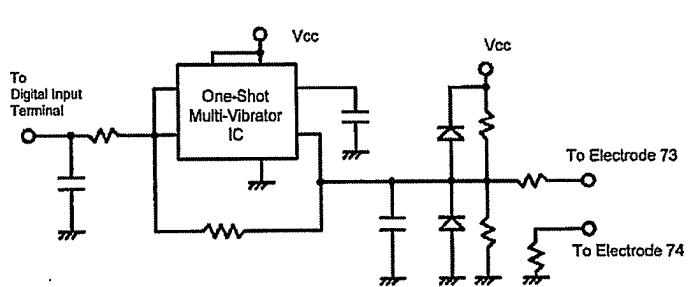 Vcc
Vcc
To
Digital Input
Terminal
One-Shot
Multi-Vibrator
IC
To Electrode 73
To Electrode 74